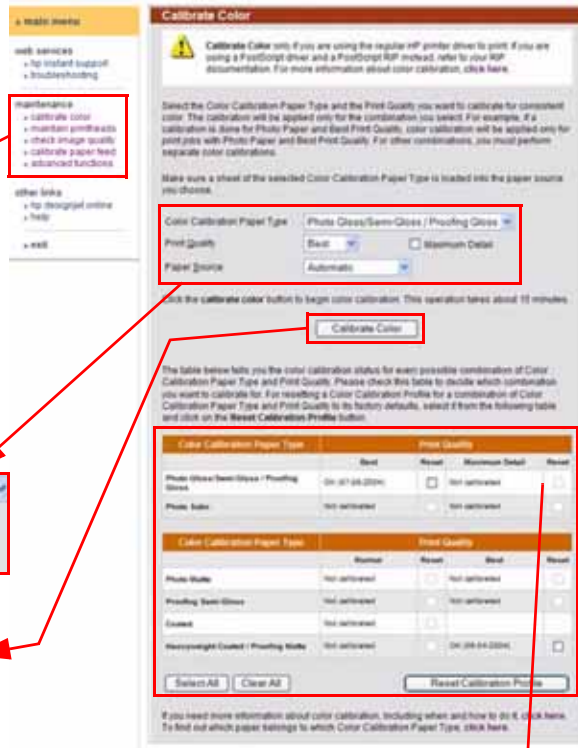 » main menu
web services
» hp instant support
» troubleshooting
maintenance
» calibrate color
» maintain printheads
» check image quality
» calibrate paper feed
» advanced functions
other links
» hp designjet online
» help
» exit
Calibrate Color
Calibrate Color only if you are using the regular HP printer driver to print. If you are
using a PostScript driver and a PostScript RIP instead, refer to your RIP
documentation. For more information about color calibration, click here.
Select the Color Calibration Paper Type and the Print Quality you want to calibrate for consistent
color. The calibration will be applied only for the combination you select. For example, if a
calibration is done for Photo Paper and Best Print Quality, color calibration will be applied only for
print jobs with Photo Paper and Best Print Quality. For other combinations, you must perform
separate color calibrations.
Make sure a sheet of the selected Color Calibration Paper Type is loaded into the paper source
you choose.
Color Calibration Paper Type Photo Gloss/Semi-Gloss / Proofing Gloss
Print Quality Best Maximum Detail
Paper Source Automatic
Click the calibrate color button to begin color calibration. This operation takes about 10 minutes.
Calibrate Color
The table below tells you the color calibration status for every possible combination of Color
Calibration Paper Type and Print Quality. Please check this table to decide which combination
you want to calibrate for. For resetting a Color Calibration Profile for a combination of Color
Calibration Paper Type and Print Quality to its factory defaults, select it from the following table
and click on the Reset Calibration Profile button.
Color Calibration Paper Type Print Quality
Best Reset Maximum Detail Reset
Photo Gloss/Semi-Gloss / Proofing Gloss Not calibrated
Photo Satin Not calibrated Not calibrated
Color Calibration Paper Type Print Quality
Normal Reset Best Reset
Photo Matte Not calibrated Not calibrated
Proofing Semi-Gloss Not calibrated Not calibrated
Coated Not calibrated
Heavyweight Coated / Proofing Matte Not calibrated
Select All Clear All Reset Calibration Profile
If you need more information about color calibration, including when and how to do it, click here.
To find out which paper belongs to which Color Calibration Paper Type, click here.